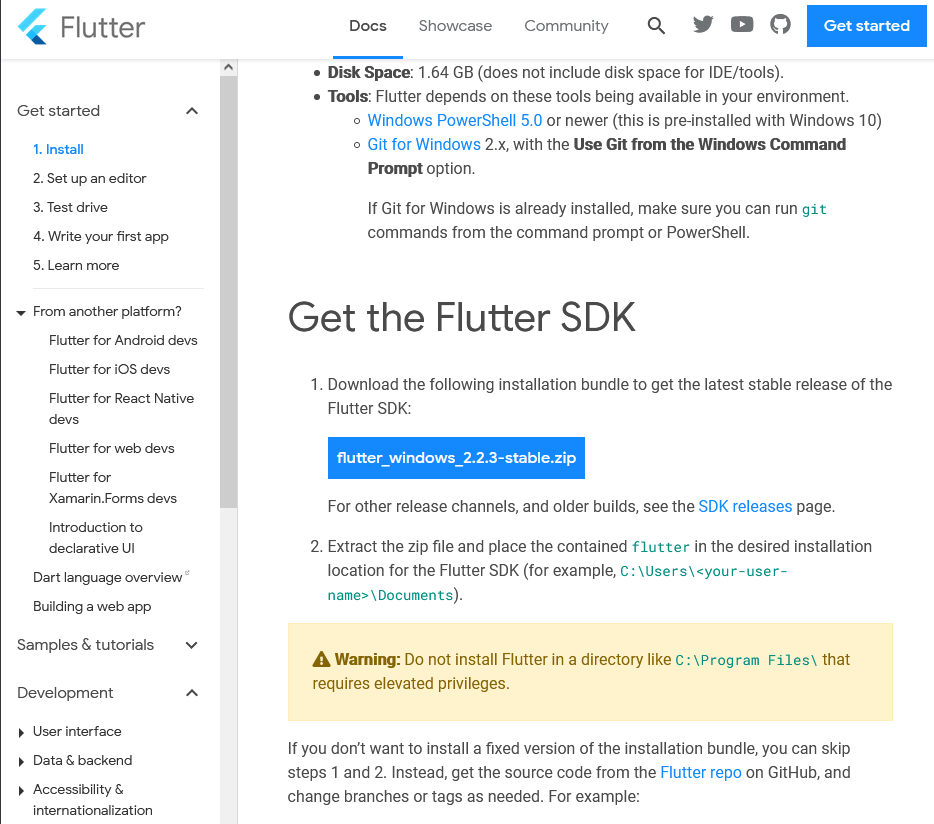 Flutter
Docs
Showcase
Community
Get started
Get started
1. Install
2. Set up an editor
3. Test drive
4. Write your first app
5. Learn more
From another platform?
Flutter for Android devs
Flutter for iOS devs
Flutter for React Native
devs
Flutter for web devs
Flutter for
Xamarin.Forms devs
Introduction to
declarative UI
Dart language overview
Building a web app
Samples & tutorials
Development
User interface
Data & backend
Accessibility &
internationalization
• Disk Space: 1.64 GB (does not include disk space for IDE/tools).
• Tools: Flutter depends on these tools being available in your environment.
◦ Windows PowerShell 5.0 or newer (this is pre-installed with Windows 10)
◦ Git for Windows 2.x, with the Use Git from the Windows Command
Prompt option.
If Git for Windows is already installed, make sure you can run git
commands from the command prompt or PowerShell.
Get the Flutter SDK
1. Download the following installation bundle to get the latest stable release of the
Flutter SDK:
flutter_windows_2.2.3-stable.zip
For other release channels, and older builds, see the SDK releases page.
2. Extract the zip file and place the contained flutter in the desired installation
location for the Flutter SDK (for example, C:\Users\<your-user-
name>\Documents).
Warning: Do not install Flutter in a directory like C:\Program Files\ that
requires elevated privileges.
If you don’t want to install a fixed version of the installation bundle, you can skip
steps 1 and 2. Instead, get the source code from the Flutter repo on GitHub, and
change branches or tags as needed. For example: